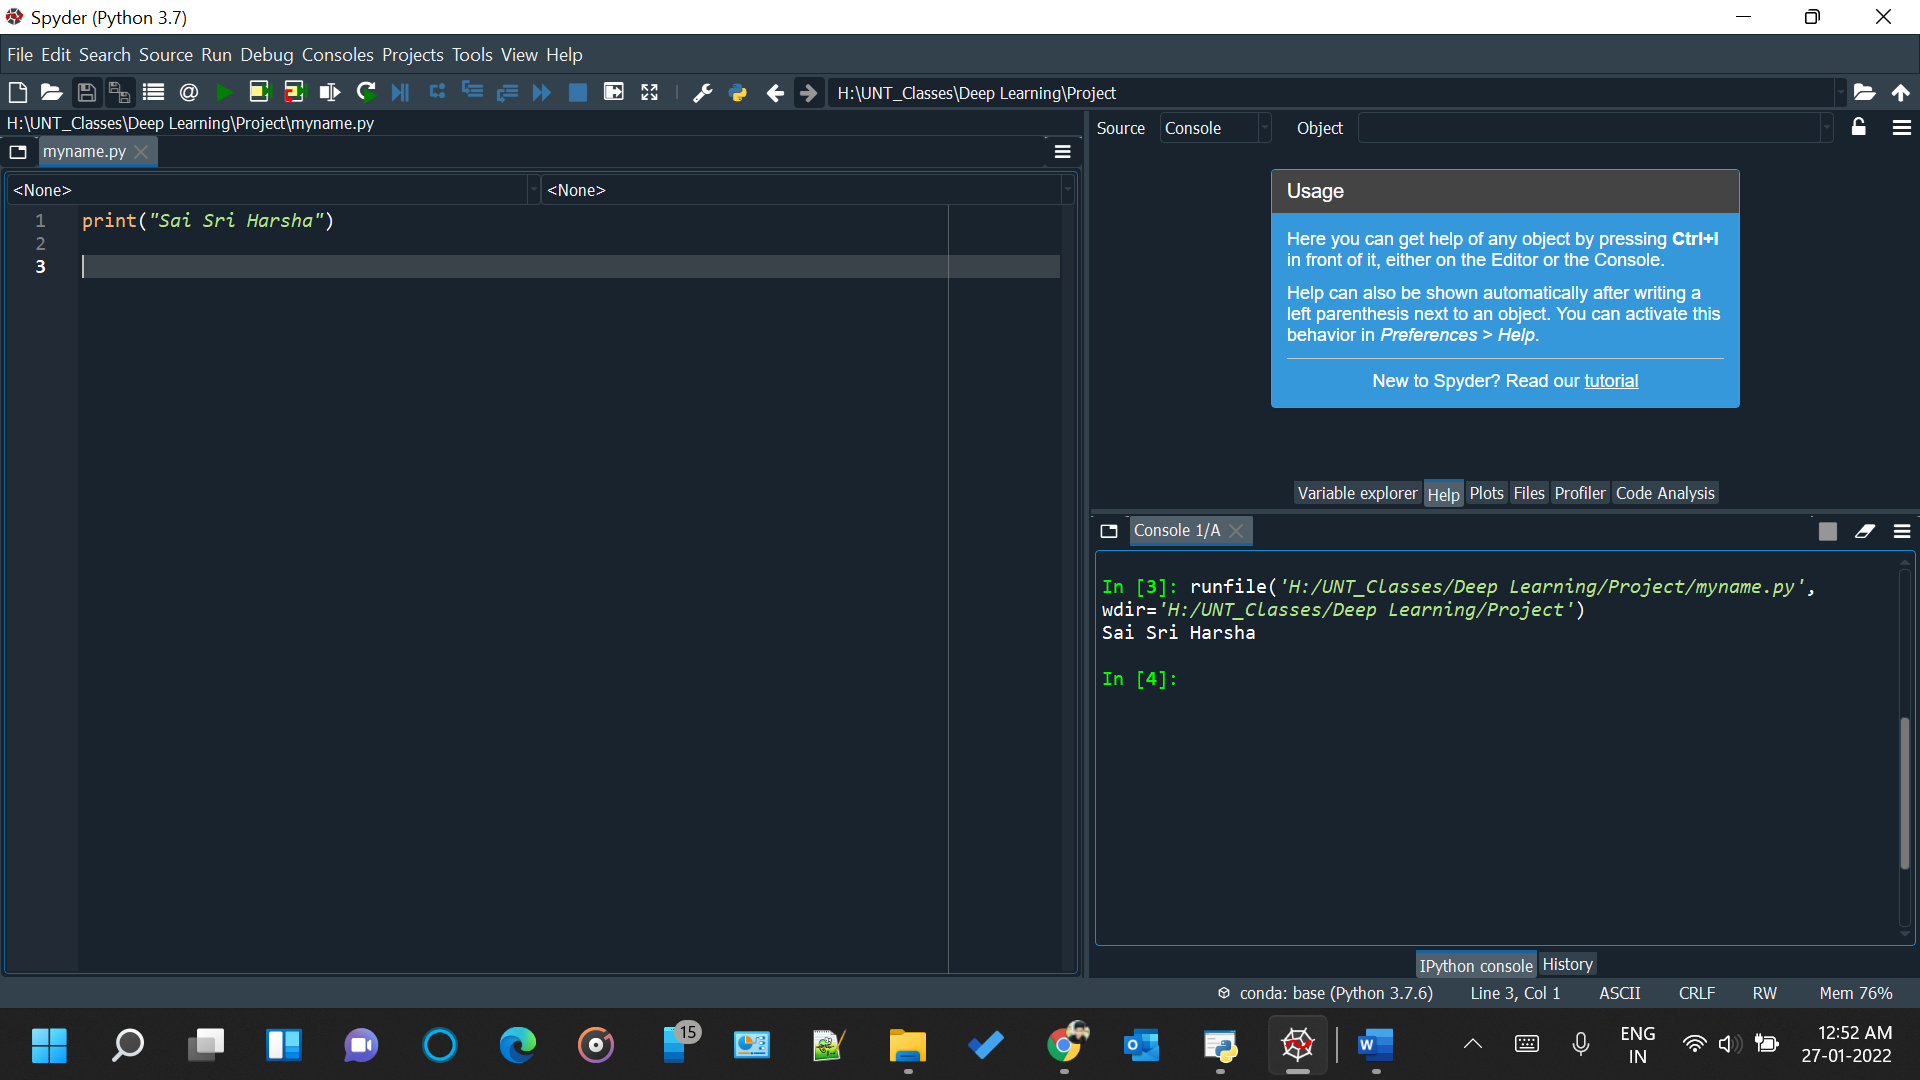 Spyder (Python 3.7)
File Edit Search Source Run Debug Consoles Projects Tools View Help
H:\UNT_Classes\Deep Learning\Project
H:\UNT_Classes\Deep Learning\Project\myname.py
myname.py
<None> <None>
1 print("Sai Sri Harsha")
2
3
Source Console Object
Usage
Here you can get help of any object by pressing Ctrl+I
in front of it, either on the Editor or the Console.
Help can also be shown automatically after writing a
left parenthesis next to an object. You can activate this
behavior in Preferences > Help.
New to Spyder? Read our tutorial
Variable explorer Help Plots Files Profiler Code Analysis
Console 1/A
In [3]: runfile('H:/UNT_Classes/Deep Learning/Project/myname.py',
wdir='H:/UNT_Classes/Deep Learning/Project')
Sai Sri Harsha
In [4]:
IPython console History
conda: base (Python 3.7.6) Line 3, Col 1 ASCII CRLF RW Mem 76%
15
ENG
IN
12:52 AM
27-01-2022